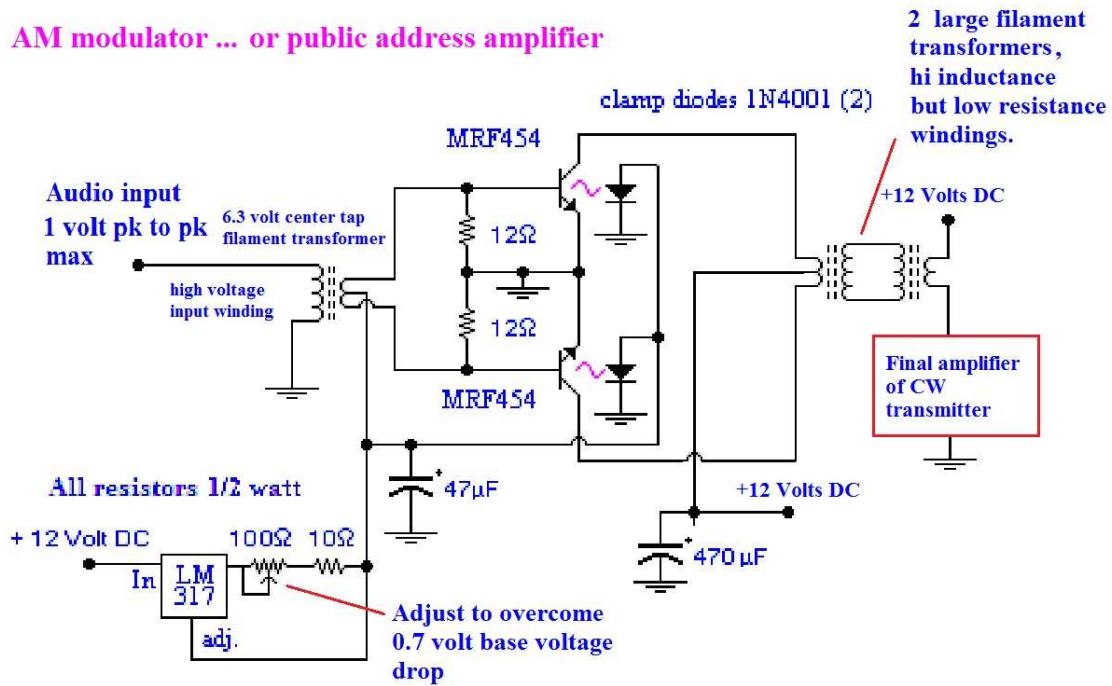 AM modulator ... or public address amplifier
2 large filament
transformers,
hi inductance
but low resistance
windings.
clamp diodes 1N4001 (2)
MRF454
+12 Volts DC
Audio input
1 volt pk to pk
max
6.3 volt center tap
filament transformer
12Ω
high voltage
input winding
12Ω
MRF454
Final amplifier
of CW
transmitter
All resistors 1/2 watt
+
47µF
+12 Volts DC
+ 12 Volt DC
100Ω
10Ω
+
470µF
In
LM
317
adj.
Adjust to overcome
0.7 volt base voltage
drop